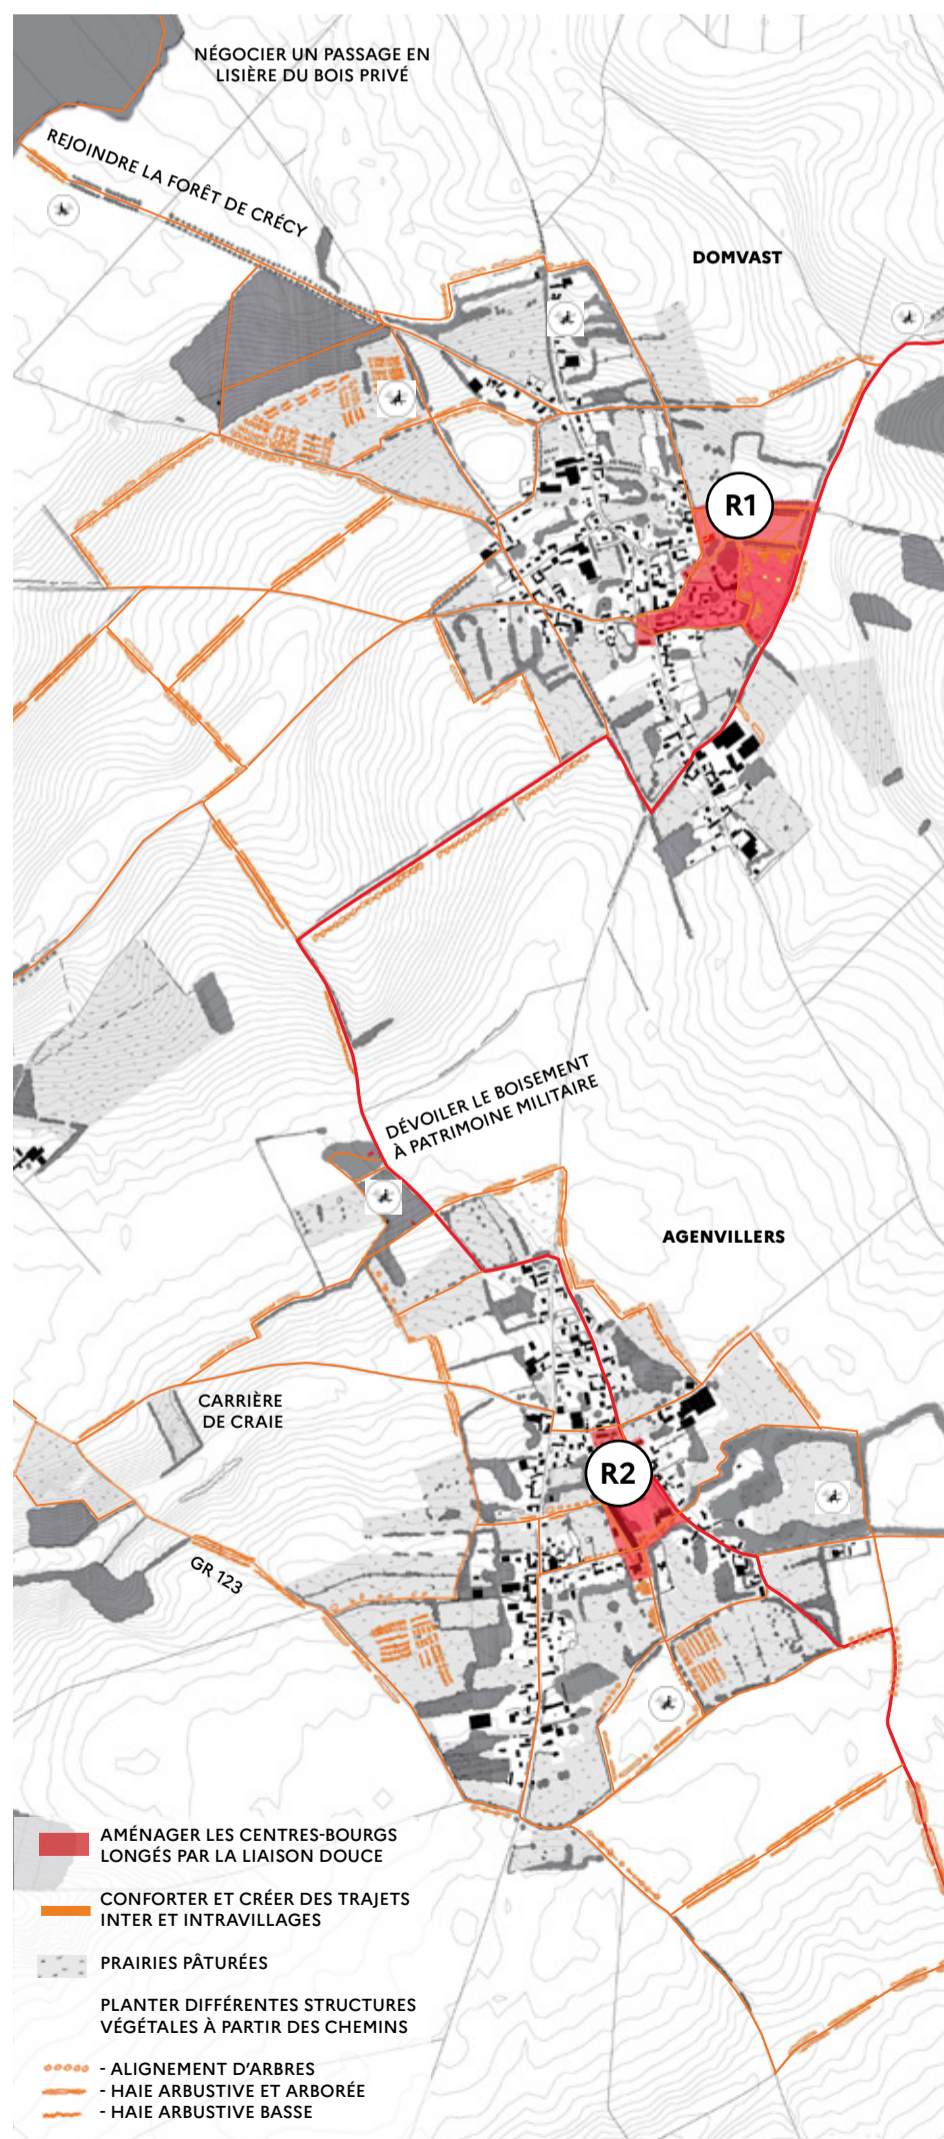 NÉGOCIER UN PASSAGE EN
LISIÈRE DU BOIS PRIVÉ
REJOINDRE LA FORÊT DE CRÉCY
DOMVAST
R1
DÉVOILER LE BOISEMENT
À PATRIMOINE MILITAIRE
AGENVILLERS
CARRIÈRE
DE CRAIE
R2
GR 123
AMÉNAGER LES CENTRES-BOURGS
LONGÉS PAR LA LIAISON DOUCE
CONFORTER ET CRÉER DES TRAJETS
INTER ET INTRAVILLAGES
PRAIRIES PÂTURÉES
PLANTER DIFFÉRENTES STRUCTURES
VÉGÉTALES À PARTIR DES CHEMINS
- ALIGNEMENT D'ARBRES
- HAIE ARBUSTIVE ET ARBORÉE
- HAIE ARBUSTIVE BASSE